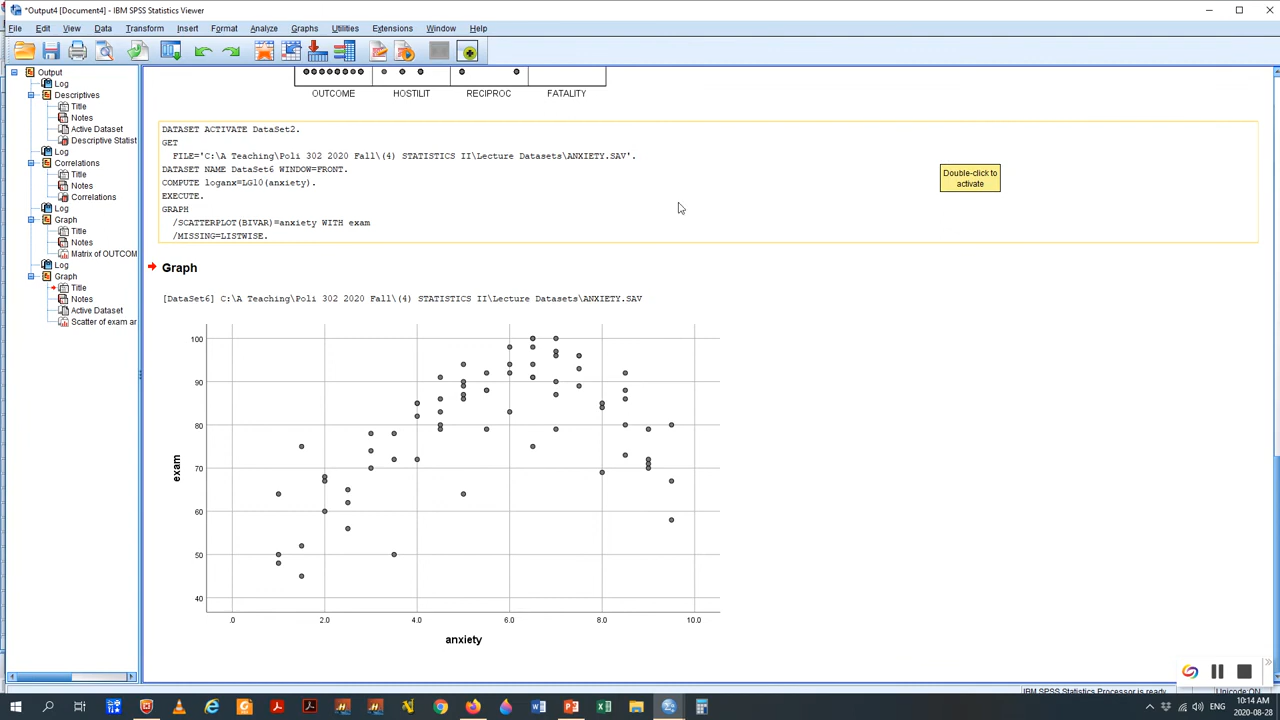 *Output4 [Document4] - IBM SPSS Statistics Viewer
File Edit View Data Transform Insert Format Analyze Graphs Utilities Extensions Window Help
Output
Log
Descriptives
Title
Notes
Active Dataset
Descriptive Statist
Log
Correlations
Title
Notes
Correlations
Log
Graph
Title
Notes
Matrix of OUTCOM
Log
Graph
Title
Notes
Active Dataset
Scatter of exam ar
OUTCOME HOSTILIT RECIPROC FATALITY
DATASET ACTIVATE DataSet2.
GET
FILE='C:\A Teaching\Poli 302 2020 Fall\(4) STATISTICS II\Lecture Datasets\ANXIETY.SAV'.
DATASET NAME DataSet6 WINDOW=FRONT.
COMPUTE loganx=LG10(anxiety).
EXECUTE.
GRAPH
/SCATTERPLOT(BIVAR)=anxiety WITH exam
/MISSING=LISTWISE.
Double-click to
activate
Graph
[DataSet6] C:\A Teaching\Poli 302 2020 Fall\(4) STATISTICS II\Lecture Datasets\ANXIETY.SAV
100
90
80
70
60
50
40
exam
.0 2.0 4.0 6.0 8.0 10.0
anxiety
IBM SPSS Statistics Processor is ready
Unicode:ON
ENG
10:14 AM
2020-08-28